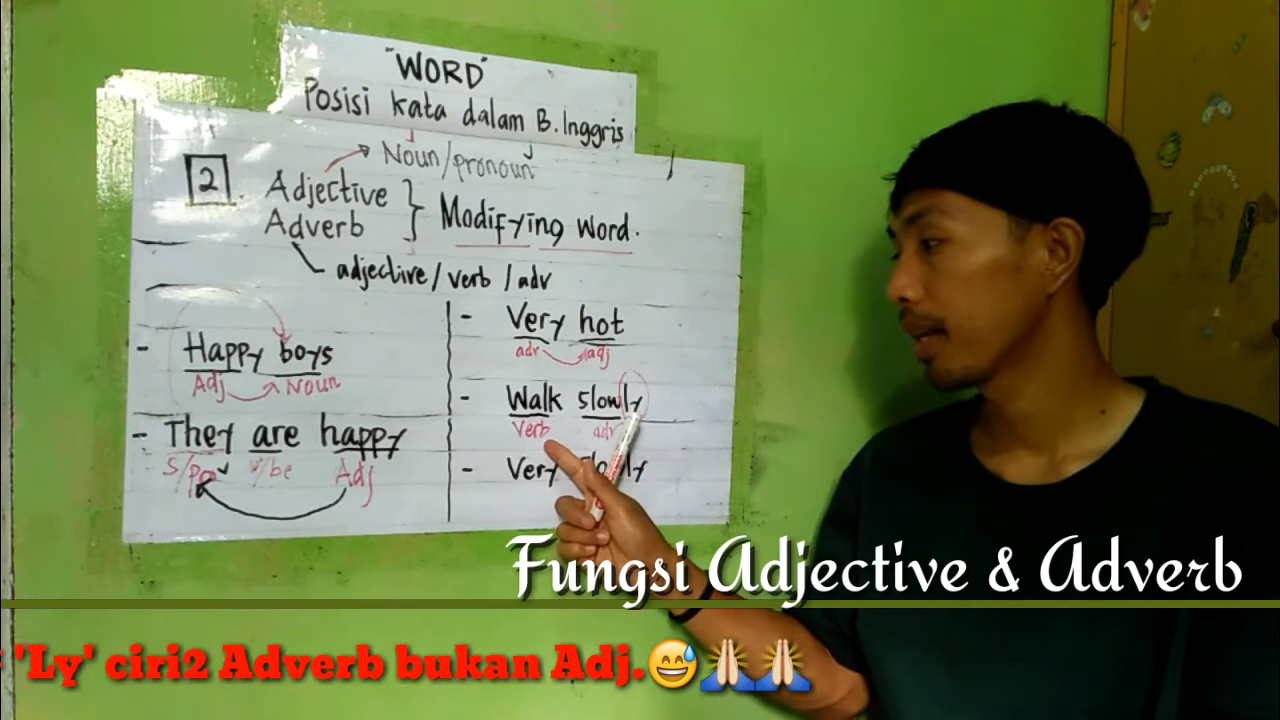 "WORD"
Posisi kata dalam B. Inggris
Noun/pronoun
2. Adjective
Adverb
} Modifying word.
adjective / verb / adv
- Happy boys
Adj Noun
- They are happy
v/be Adj
- Very hot
adv adj
- Walk slowly
Verb adv
- Very
Fungsi Adjective & Adverb
'Ly' ciri2 Adverb bukan Adj.😅🙏🙏